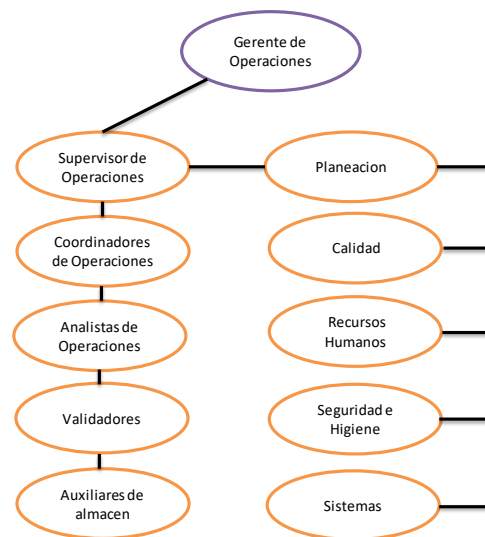 Gerente de
Operaciones
Supervisor de
Operaciones
Planeacion
Coordinadores
de Operaciones
Calidad
Analistas de
Operaciones
Recursos
Humanos
Validadores
Seguridad e
Higiene
Auxiliares de
almacen
Sistemas